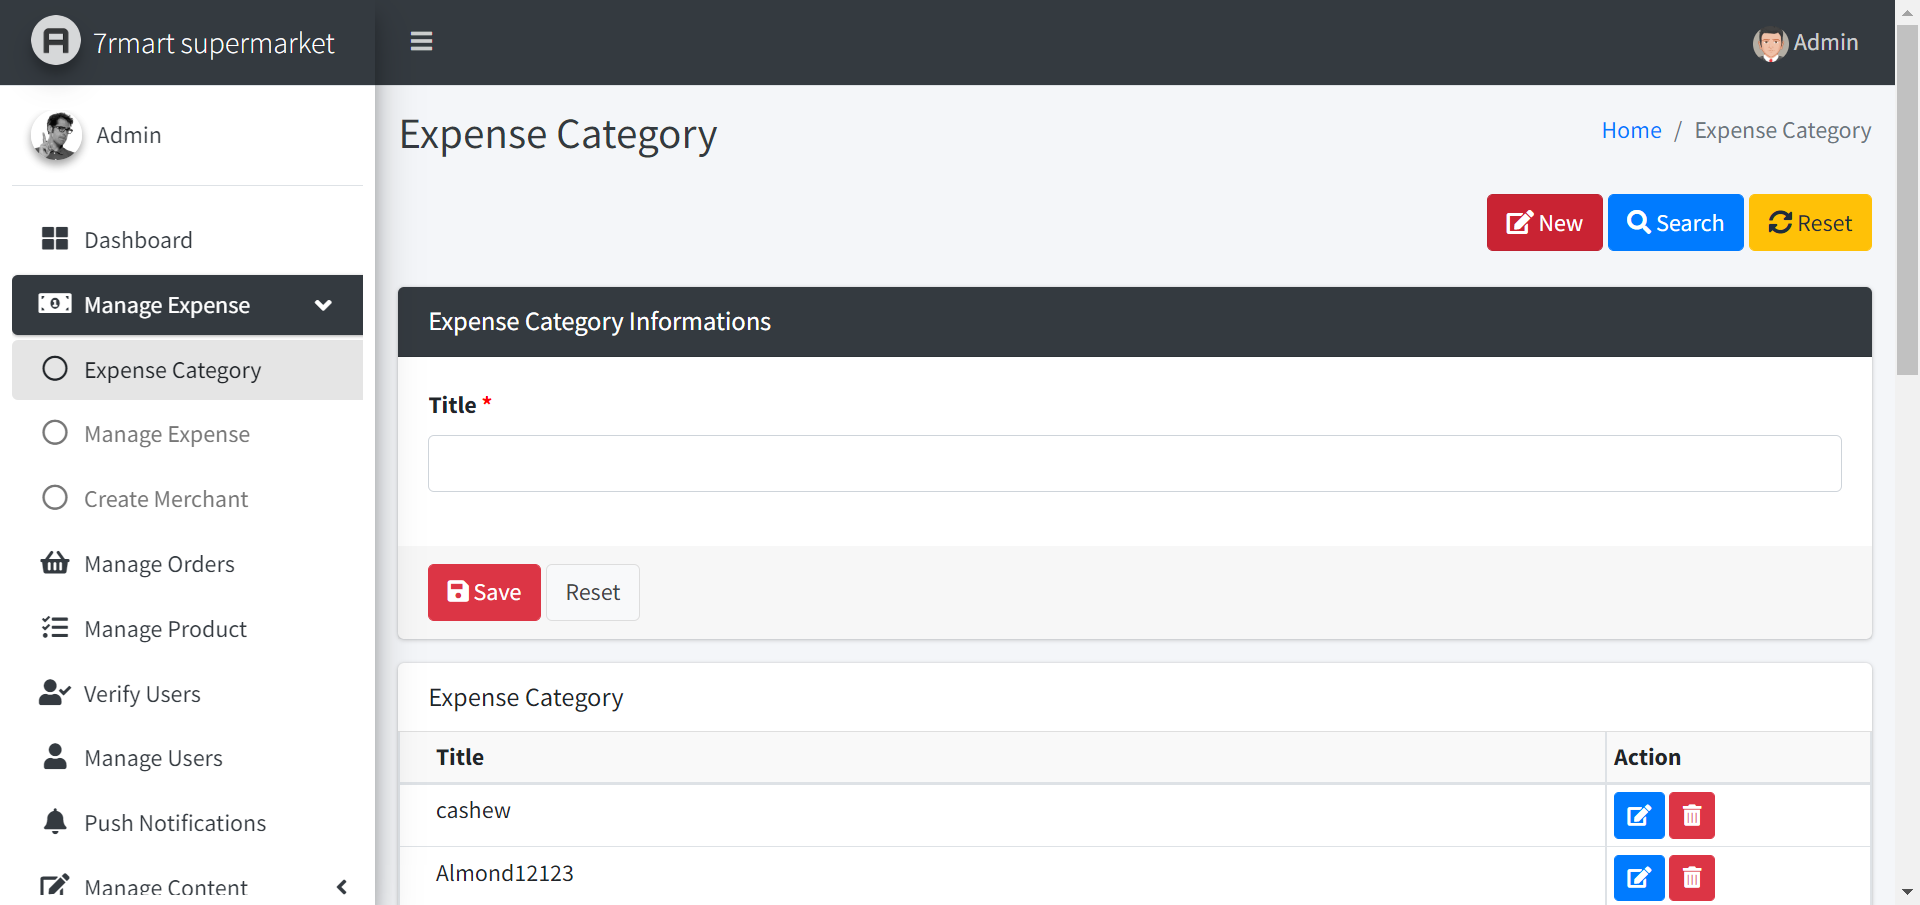 7rmart supermarket
Admin
Admin
Dashboard
Manage Expense
Expense Category
Manage Expense
Create Merchant
Manage Orders
Manage Product
Verify Users
Manage Users
Push Notifications
Manage Content
Expense Category
Home / Expense Category
New
Search
Reset
Expense Category Informations
Title *
Save
Reset
Expense Category
Title
Action
cashew
Almond12123